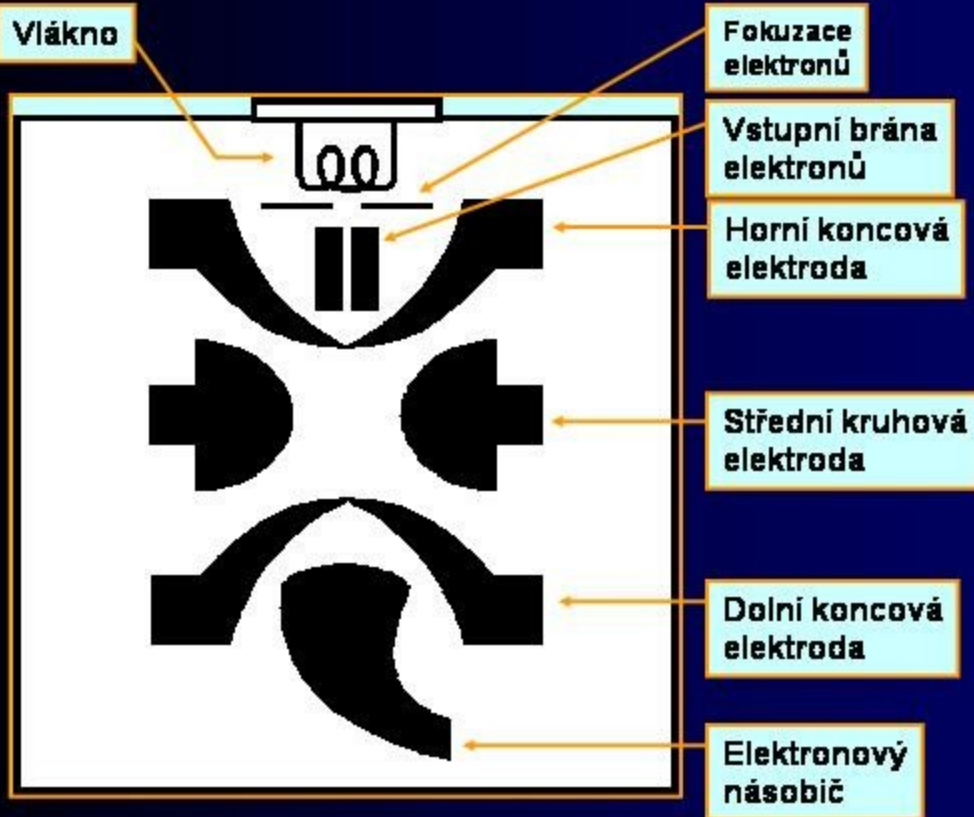 Vlákno
Fokuzace
elektronů
Vstupní brána
elektronů
Horní koncová
elektroda
Střední kruhová
elektroda
Dolní koncová
elektroda
Elektronový
násobič